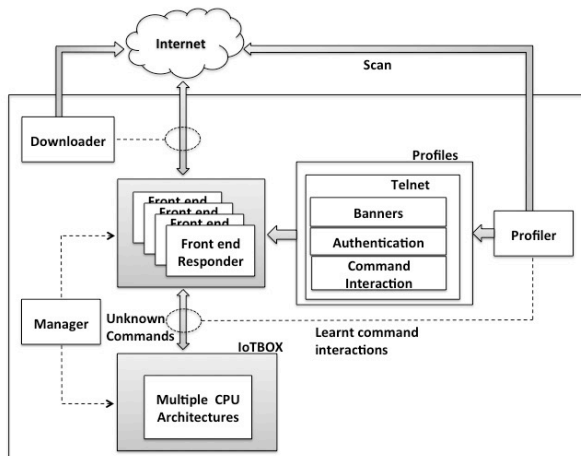 Internet
Scan
Downloader
Profiles
Telnet
Banners
Authentication
Command
Interaction
Profiler
Front end
Front end
Front end
Front end
Responder
Manager
Unknown
Commands
Learnt command
interactions
IoTBOX
Multiple CPU
Architectures